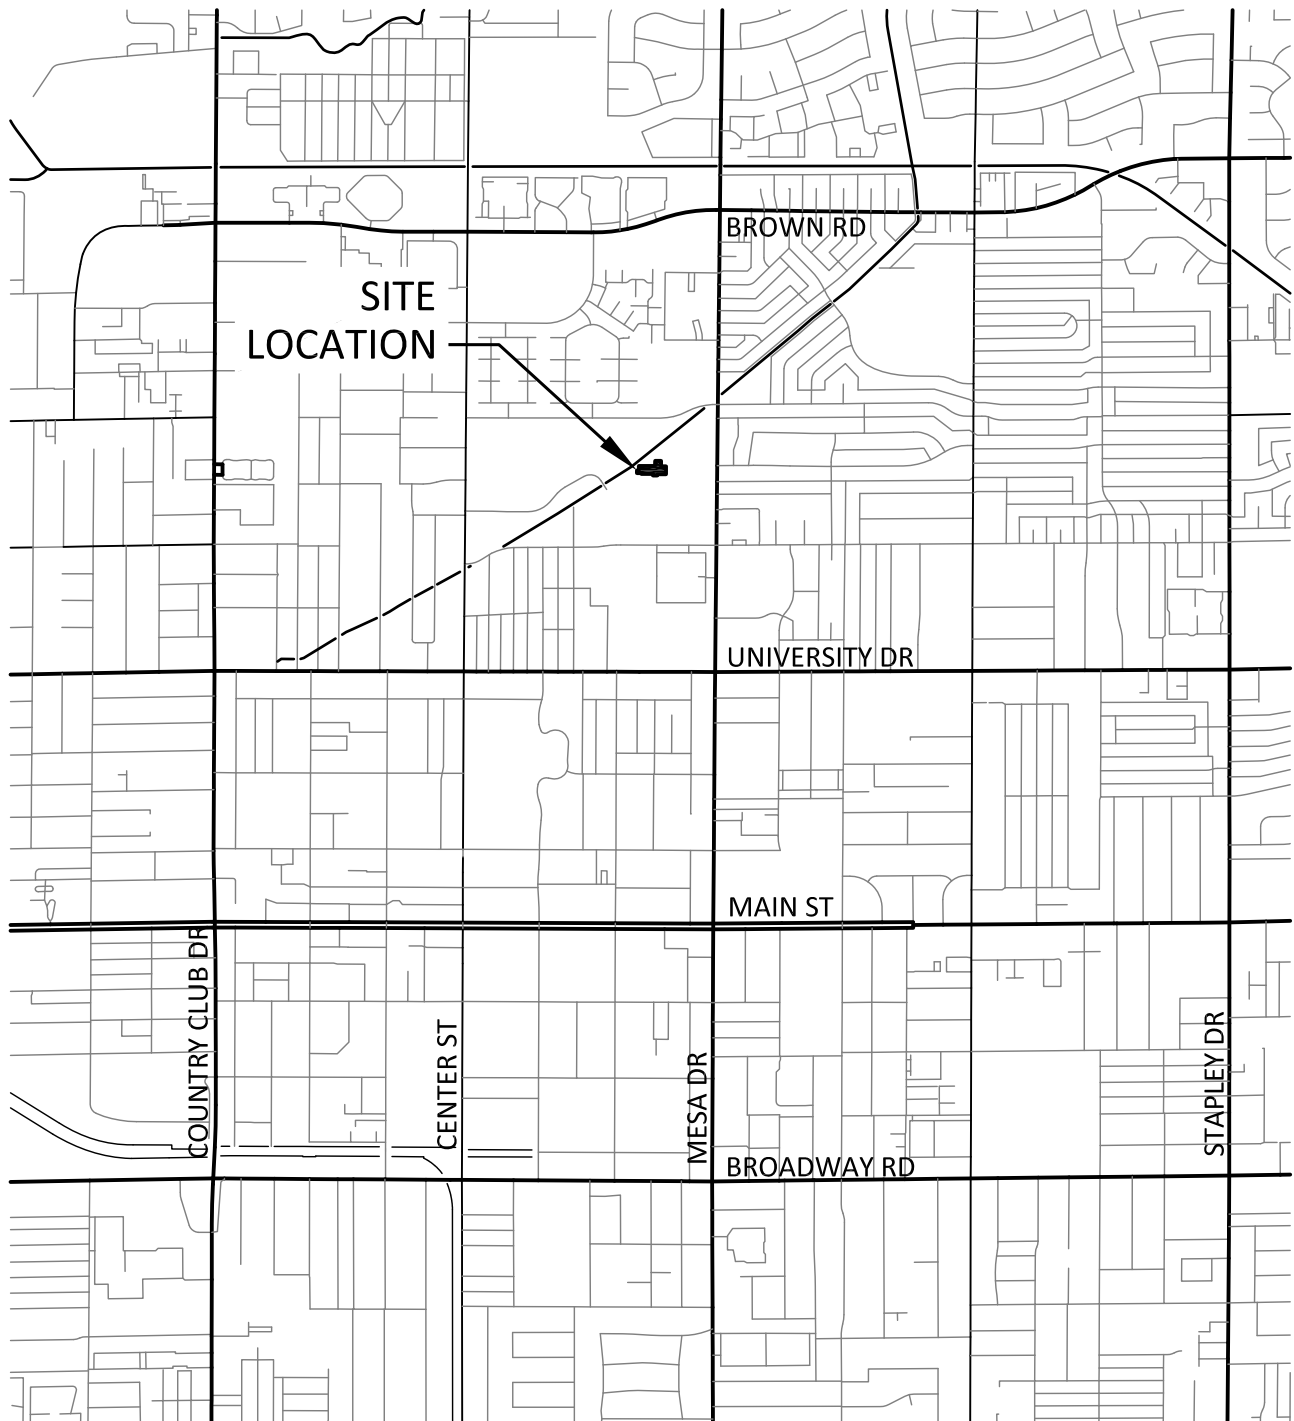 BROWN RD
SITE
LOCATION
UNIVERSITY DR
MAIN ST
COUNTRY CLUB DR
CENTER ST
MESA DR
STAPLEY DR
BROADWAY RD